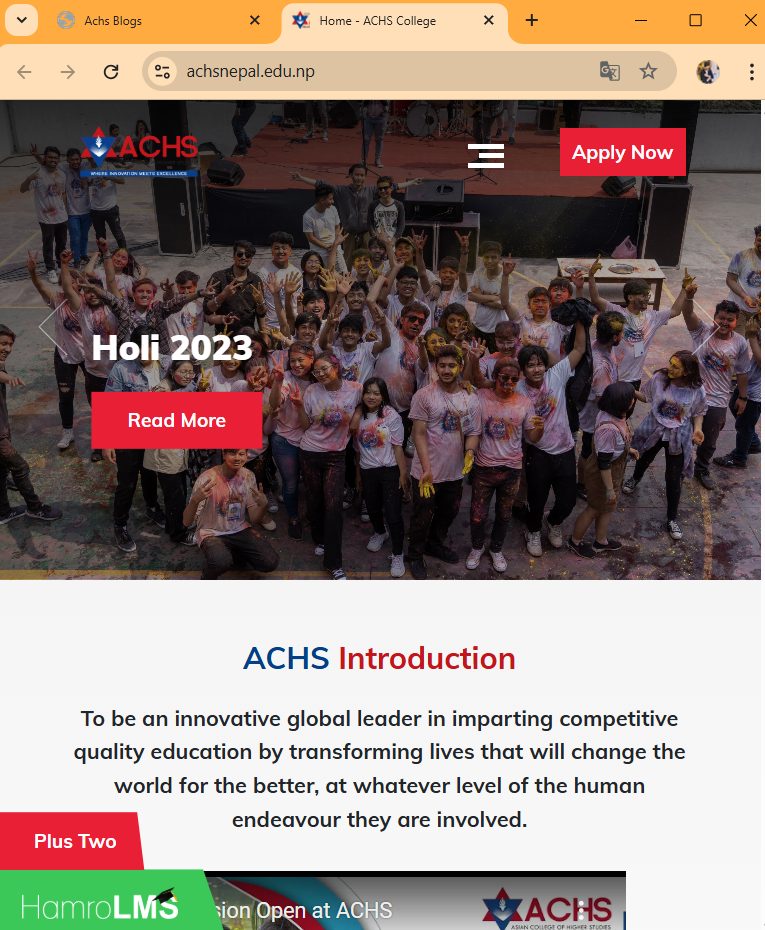 Achs Blogs
Home - ACHS College
achsnepal.edu.np
ACHS
WHERE INNOVATION MEETS EXCELLENCE
Apply Now
Holi 2023
Read More
ACHS Introduction
To be an innovative global leader in imparting competitive
quality education by transforming lives that will change the
world for the better, at whatever level of the human
endeavour they are involved.
Plus Two
HamroLMS
sion Open at ACHS
ACHS
ASIAN COLLEGE OF HIGHER STUDIES